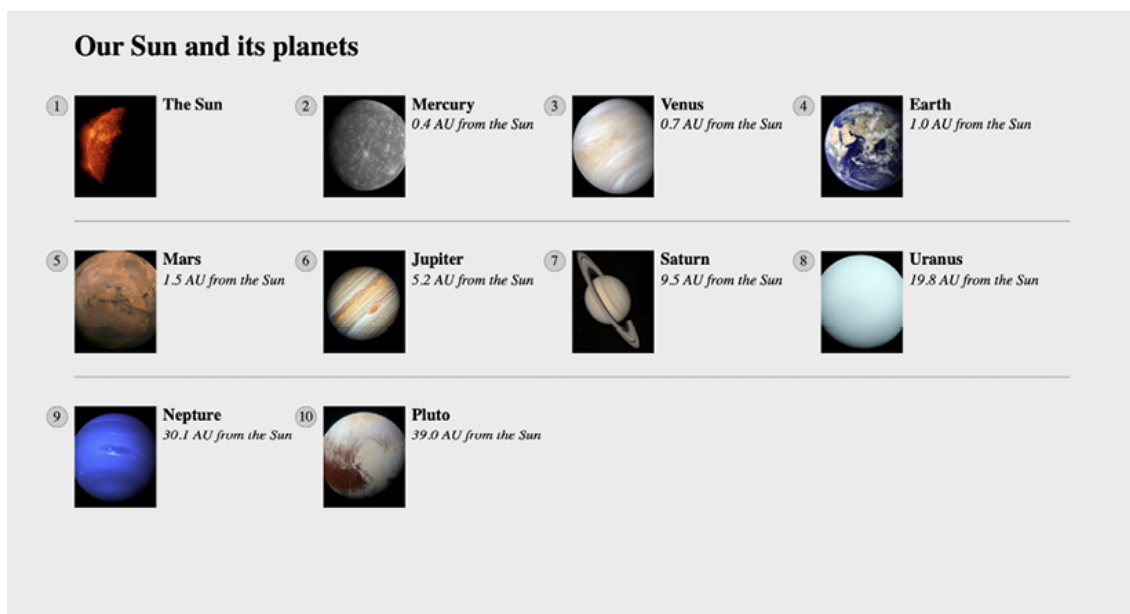 Our Sun and its planets
1 The Sun
2 Mercury
0.4 AU from the Sun
3 Venus
0.7 AU from the Sun
4 Earth
1.0 AU from the Sun
5 Mars
1.5 AU from the Sun
6 Jupiter
5.2 AU from the Sun
7 Saturn
9.5 AU from the Sun
8 Uranus
19.8 AU from the Sun
9 Nepture
30.1 AU from the Sun
10 Pluto
39.0 AU from the Sun